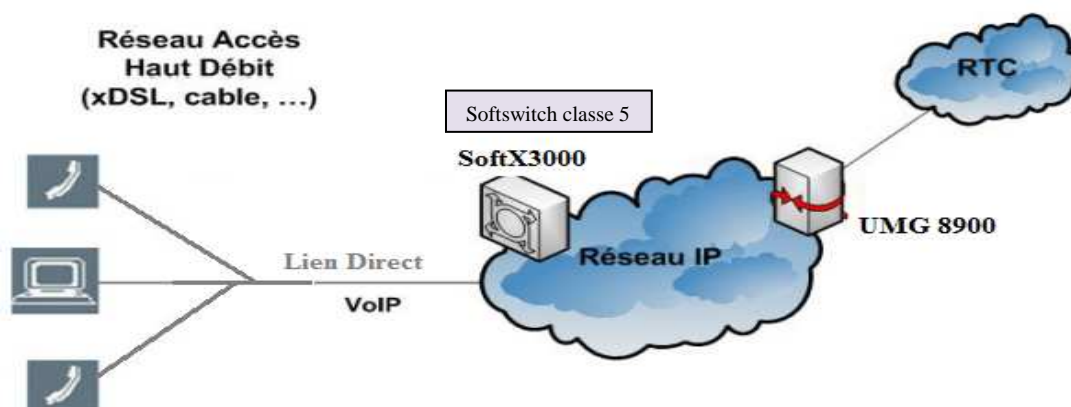 Réseau Accès
Haut Débit
(xDSL, cable, ...)
RTC
Softswitch classe 5
SoftX3000
UMG 8900
Lien Direct
Réseau IP
VoIP